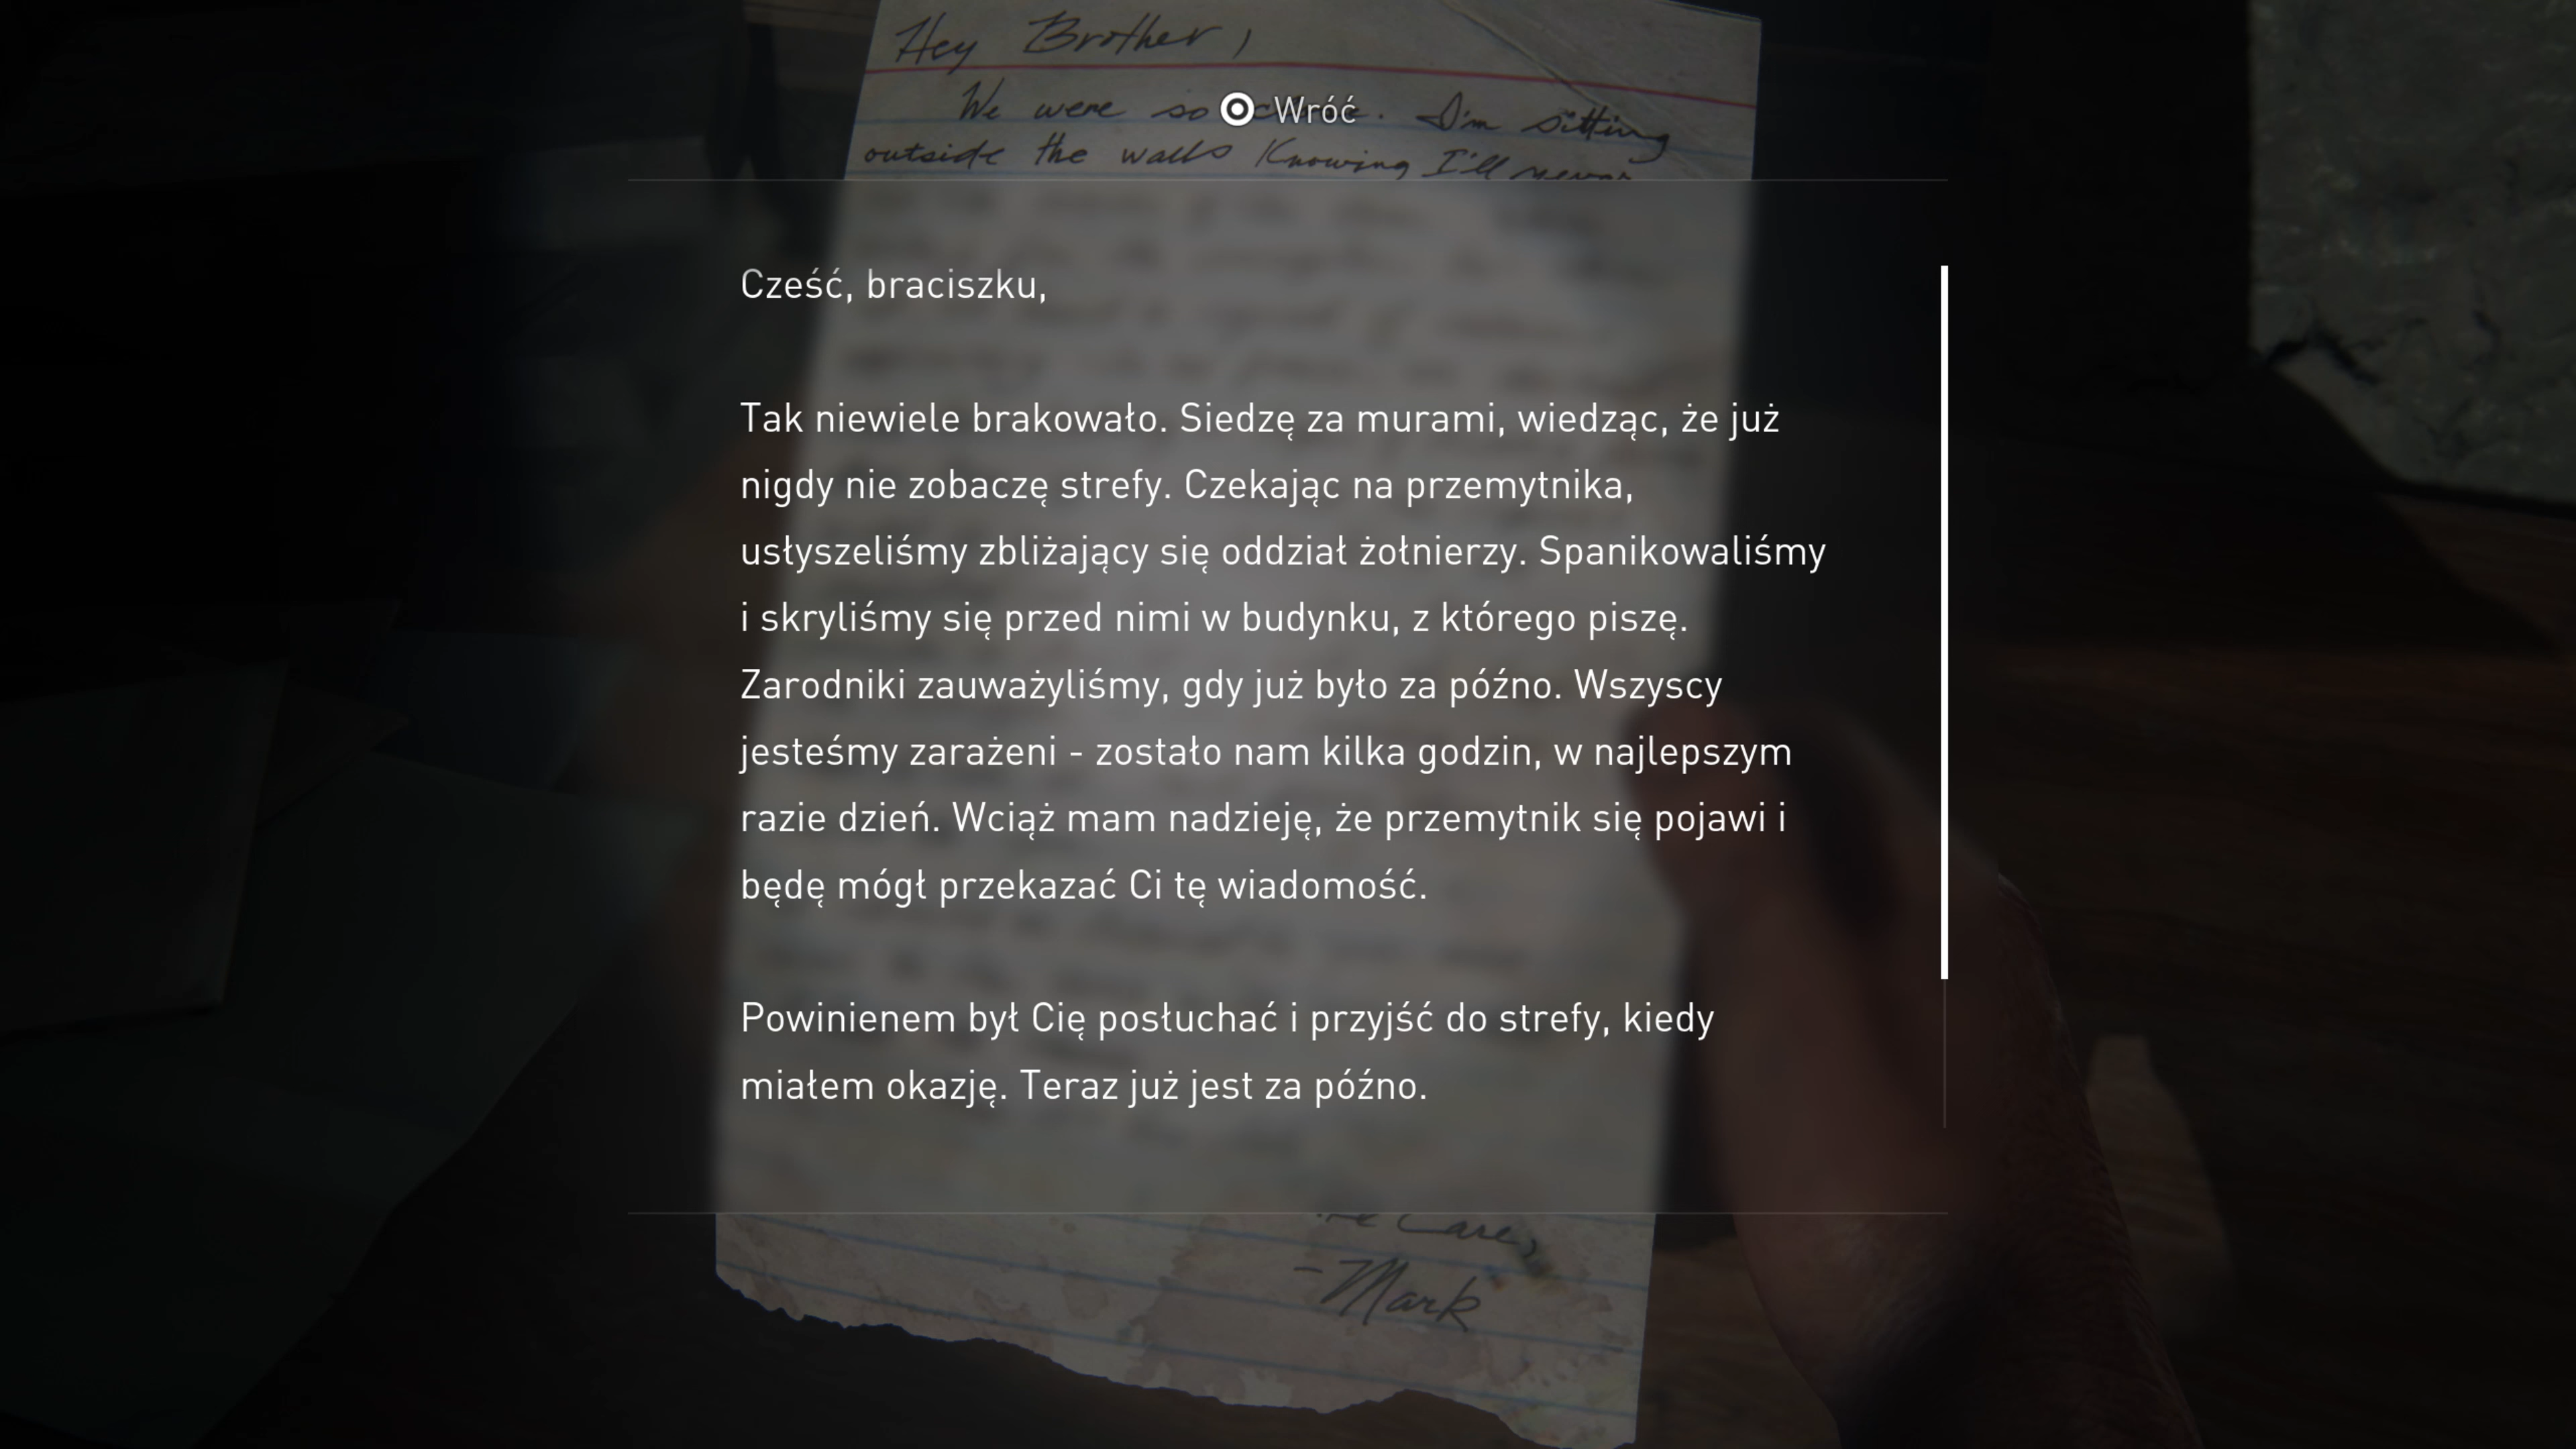 Hey Brother,
We were so Wróć. I'm sitting
outside the walls Knowing I'll never
Cześć, braciszku,
Tak niewiele brakowało. Siedzę za murami, wiedząc, że już
nigdy nie zobaczę strefy. Czekając na przemytnika,
usłyszeliśmy zbliżający się oddział żołnierzy. Spanikowaliśmy
i skryliśmy się przed nimi w budynku, z którego piszę.
Zarodniki zauważyliśmy, gdy już było za późno. Wszyscy
jesteśmy zarażeni - zostało nam kilka godzin, w najlepszym
razie dzień. Wciąż mam nadzieję, że przemytnik się pojawi i
będę mógł przekazać Ci tę wiadomość.
Powinienem był Cię posłuchać i przyjść do strefy, kiedy
miałem okazję. Teraz już jest za późno.
Care,
- Mark